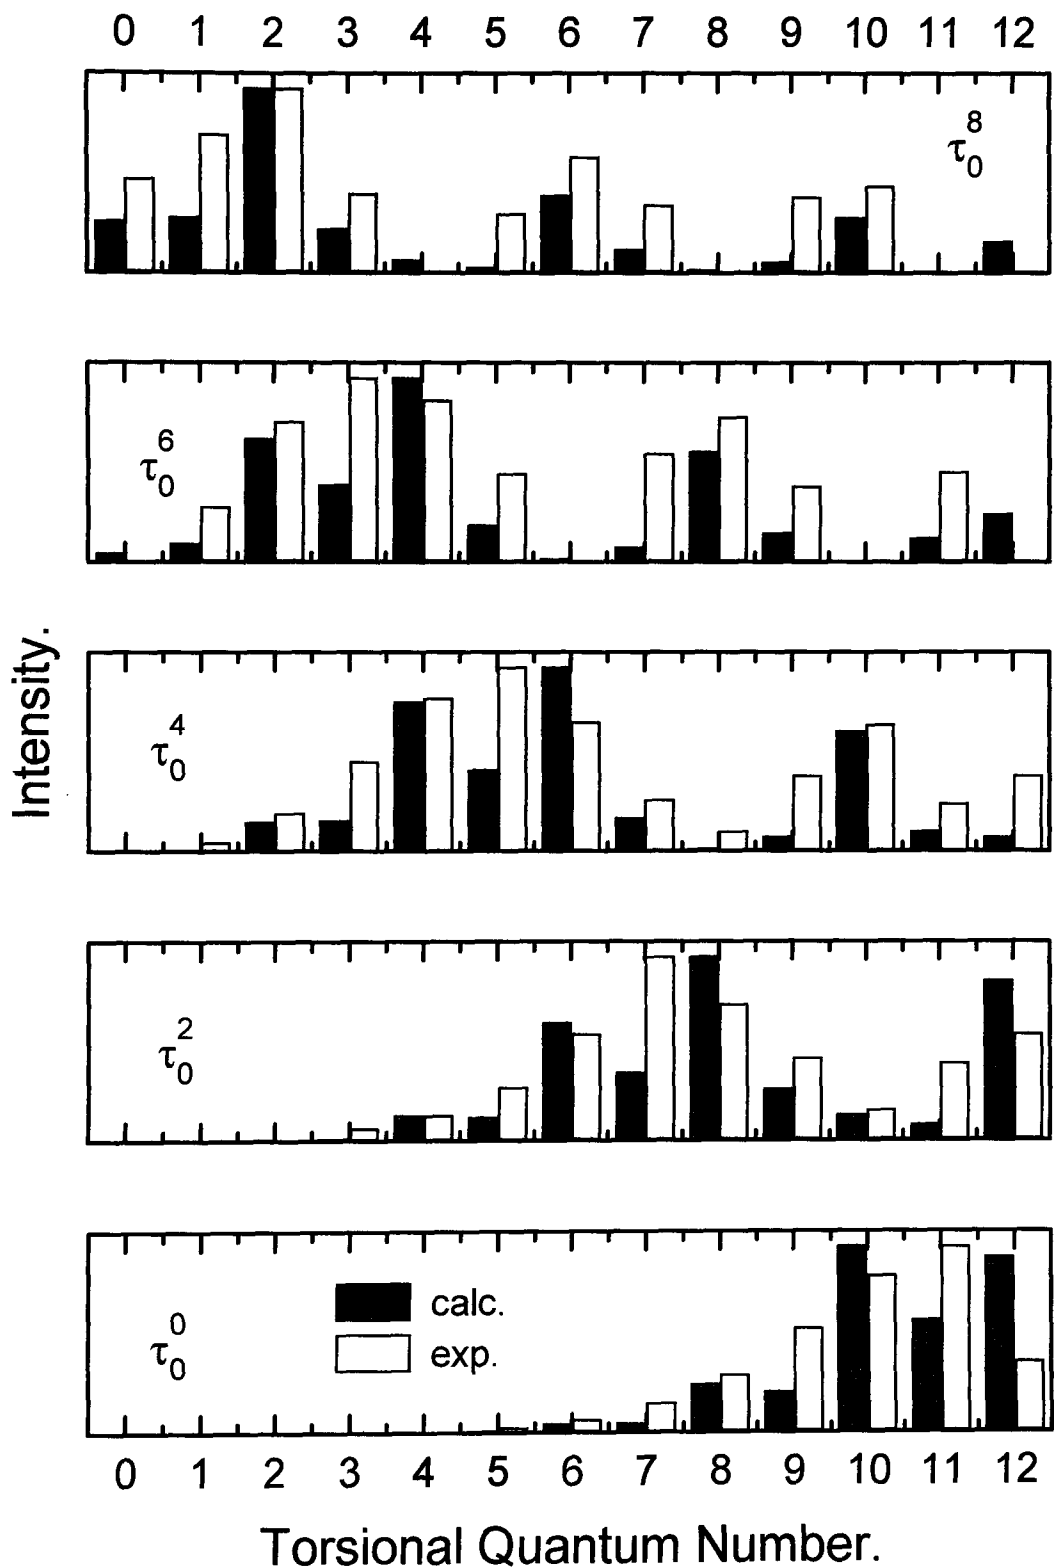 0 1 2 3 4 5 6 7 8 9 10 11 12
τ₀⁸
τ₀⁶
Intensity.
τ₀⁴
τ₀²
τ₀⁰
calc.
exp.
0 1 2 3 4 5 6 7 8 9 10 11 12
Torsional Quantum Number.